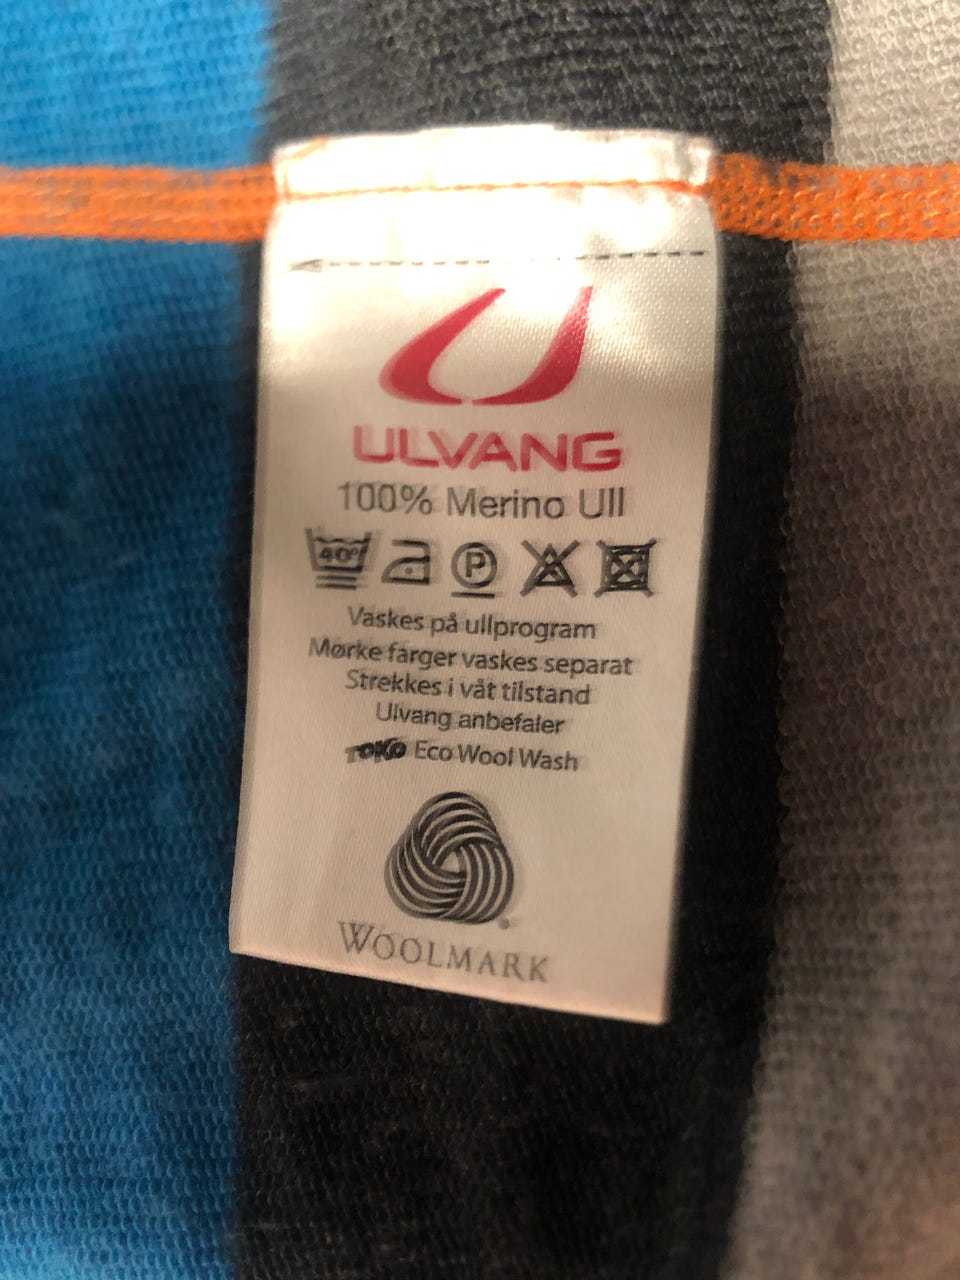 ULVANG
100% Merino Ull
40°
P
Vaskes på ullprogram
Mørke farger vaskes separat
Strekkes i våt tilstand
Ulvang anbefaler
TOKO Eco Wool Wash
WOOLMARK